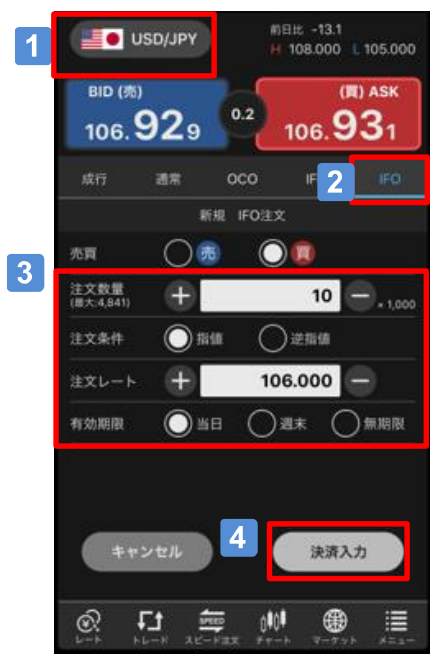 1
USD/JPY
前日比 -13.1
H 108.000 L 105.000
BID (売)
106.929
0.2
(買) ASK
106.931
成行 通常 OCO IF 2 IFO
新規 IFO注文
売買 売 買
3
注文数量 + 10 − ×1,000
(最大:4,841)
注文条件 指値 逆指値
注文レート + 106.000 −
有効期限 当日 週末 無期限
4
キャンセル 決済入力
SPEED
レート トレード スピード注文 チャート マーケット メニュー